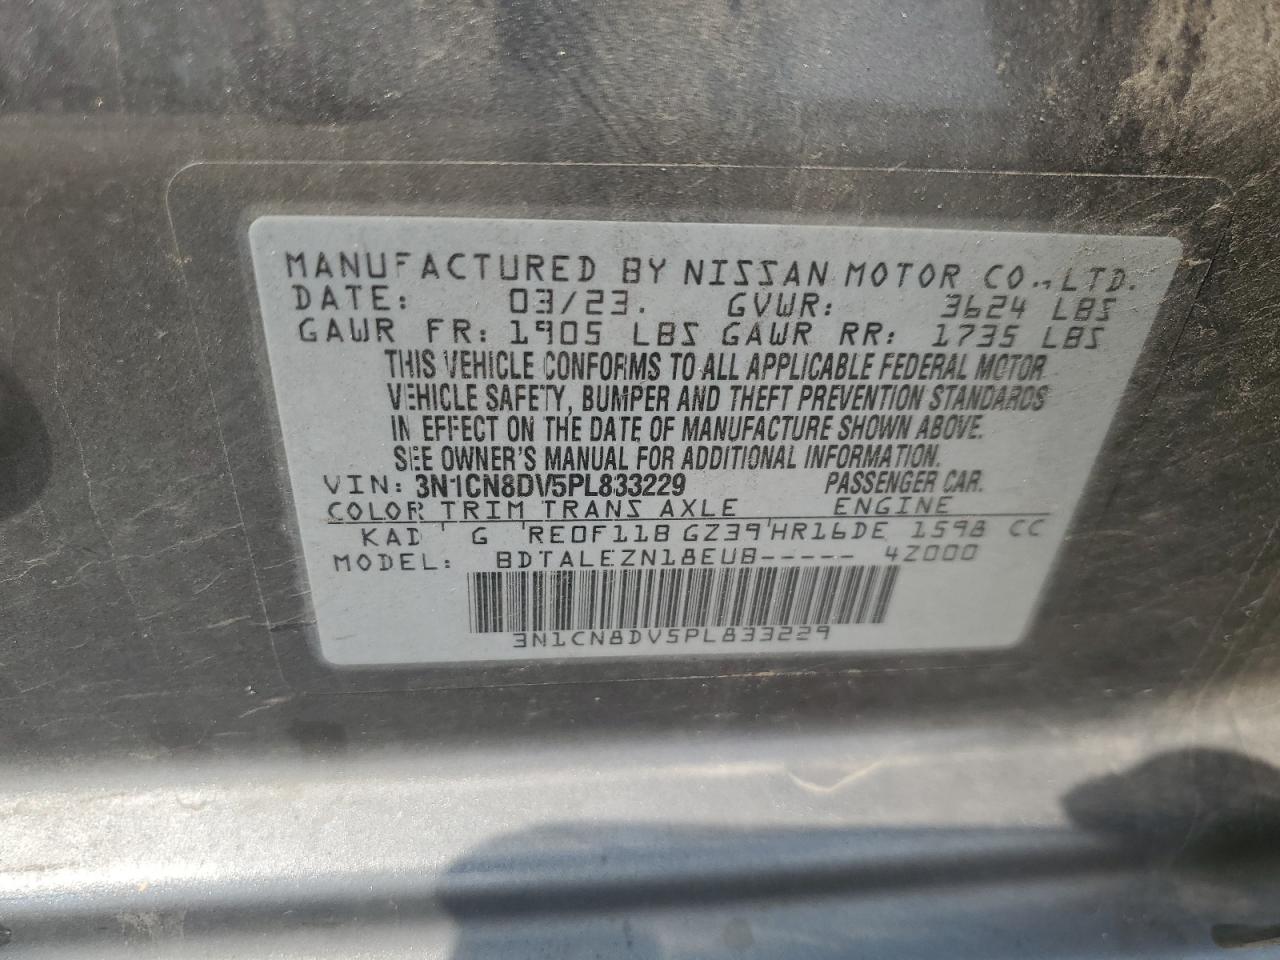 MANUFACTURED BY NISSAN MOTOR CO., LTD.
DATE: 03/23. GVWR: 3624 LBS
GAWR FR: 1905 LBS GAWR RR: 1735 LBS
THIS VEHICLE CONFORMS TO ALL APPLICABLE FEDERAL MOTOR
VEHICLE SAFETY, BUMPER AND THEFT PREVENTION STANDARDS
IN EFFECT ON THE DATE OF MANUFACTURE SHOWN ABOVE.
SEE OWNER'S MANUAL FOR ADDITIONAL INFORMATION.
VIN: 3N1CN8DV5PL833229 PASSENGER CAR.
COLOR TRIM TRANS AXLE ENGINE
KAD G RE0F11B GZ39 HR16DE 1598 CC
MODEL: BDTALEZN18EUB----- 4Z000
3N1CN8DV5PL833229